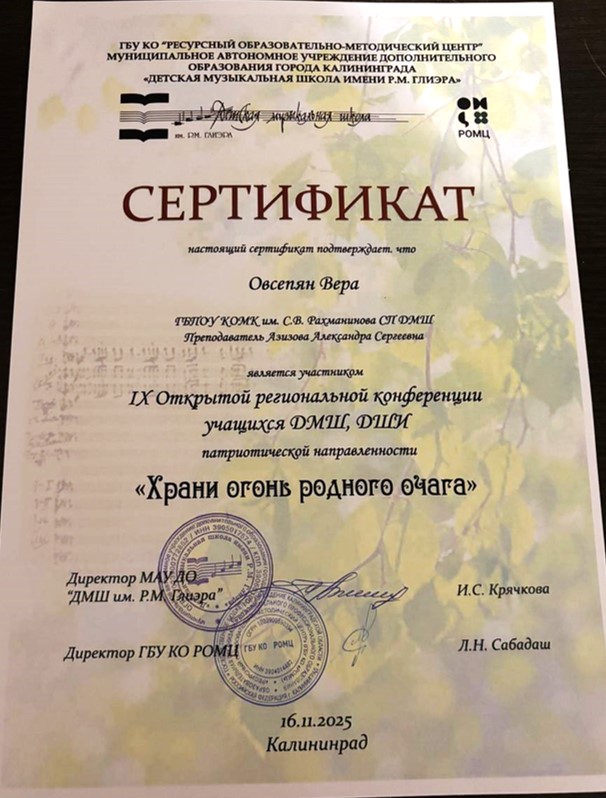 ГБУ КО "РЕСУРСНЫЙ ОБРАЗОВАТЕЛЬНО-МЕТОДИЧЕСКИЙ ЦЕНТР"
МУНИЦИПАЛЬНОЕ АВТОНОМНОЕ УЧРЕЖДЕНИЕ ДОПОЛНИТЕЛЬНОГО
ОБРАЗОВАНИЯ ГОРОДА КАЛИНИНГРАДА
«ДЕТСКАЯ МУЗЫКАЛЬНАЯ ШКОЛА ИМЕНИ Р.М. ГЛИЭРА»
Детская музыкальная школа
им. Р.М. ГЛИЭРА
РОМЦ
СЕРТИФИКАТ
настоящий сертификат подтверждает, что
Овсепян Вера
ГБПОУ КОМК им. С.В. Рахманинова СП ДМШ
Преподаватель Азизова Александра Сергеевна
является участником
IX Открытой региональной конференции
учащихся ДМШ, ДШИ
патриотической направленности
«Храни огонь родного очага»
Директор МАУ ДО
"ДМШ им. Р.М. Глиэра"
И.С. Крячкова
Директор ГБУ КО РОМЦ
Л.Н. Сабадаш
ГБУ КО РОМЦ
16.11.2025
Калининрад